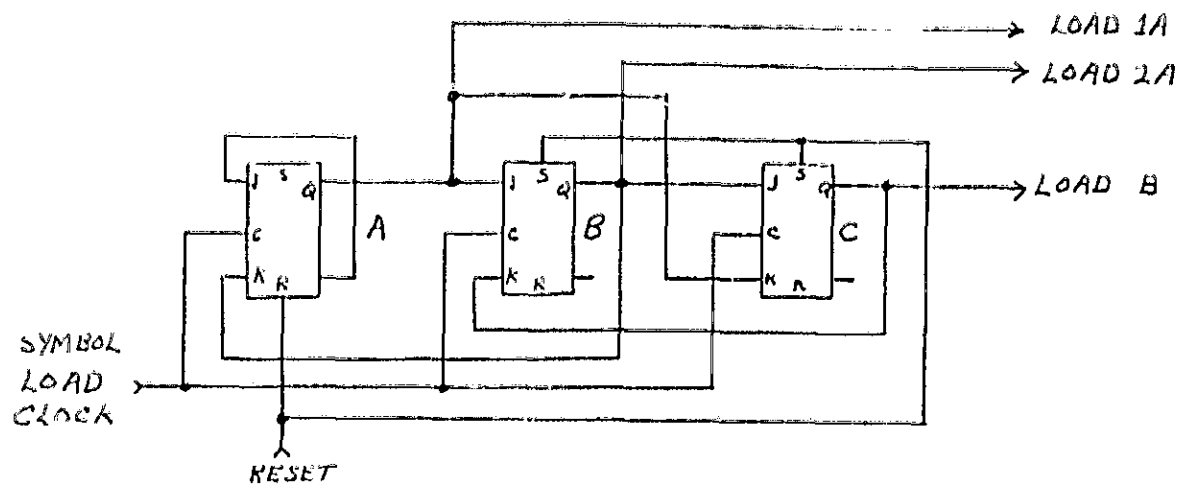 LOAD 1A
LOAD 2A
J S Q
C
K R
A
J S Q
C
K R
B
J S Q
C
K R
C
LOAD B
SYMBOL
LOAD
CLOCK
RESET